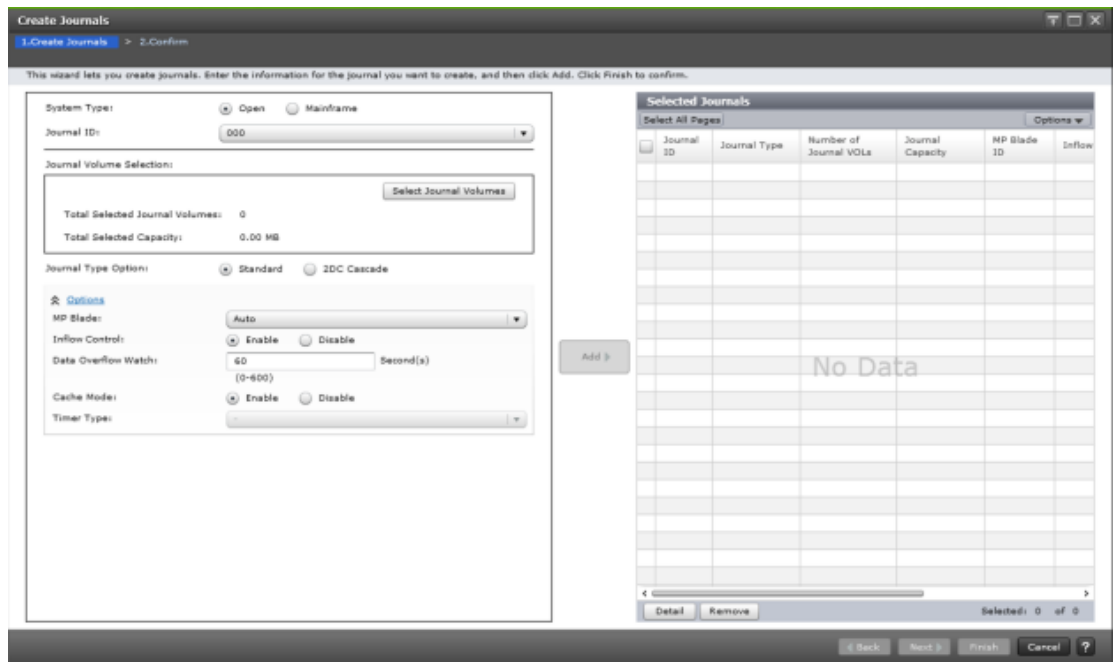 Create Journals
1.Create Journals > 2.Confirm
This wizard lets you create journals. Enter the information for the journal you want to create, and then click Add. Click Finish to confirm.
System Type: Open Mainframe
Journal ID: 000
Journal Volume Selection:
Select Journal Volumes
Total Selected Journal Volumes: 0
Total Selected Capacity: 0.00 MB
Journal Type Option: Standard 2DC Cascade
Options
MP Blade: Auto
Inflow Control: Enable Disable
Data Overflow Watch: 60 Second(s)
(0-600)
Cache Mode: Enable Disable
Timer Type: -
Add >
Selected Journals
Select All Pages Options
Journal ID Journal Type Number of Journal VOLs Journal Capacity MP Blade ID Inflow
No Data
Detail Remove Selected: 0 of 0
< Back Next > Finish Cancel ?